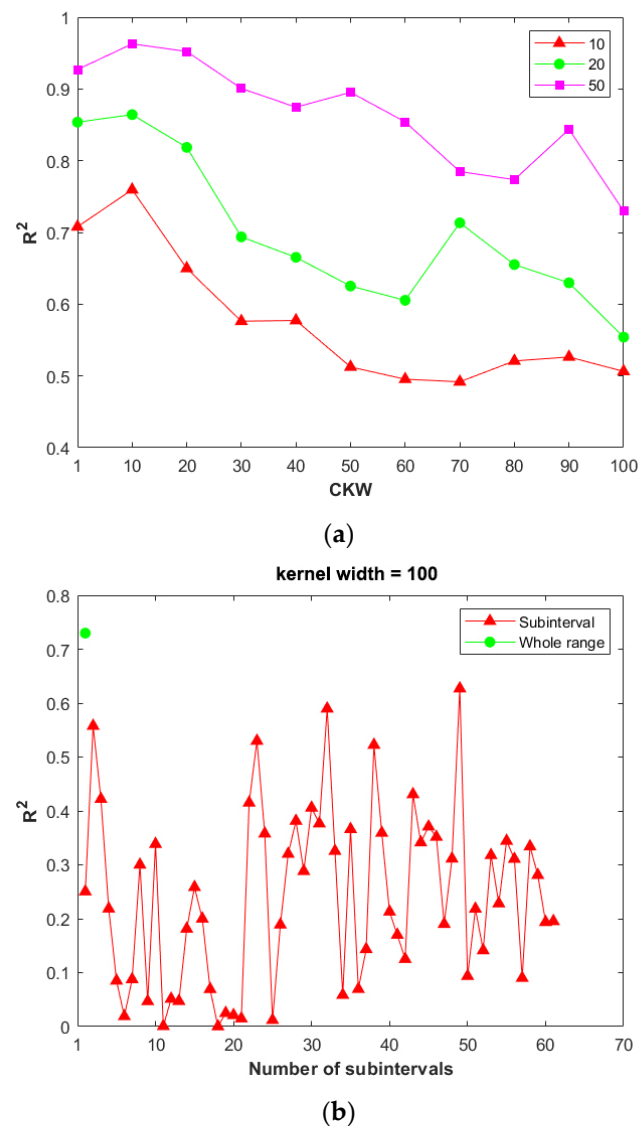 1
0.9
0.8
0.7
0.6
0.5
0.4
R²
10
20
50
1 10 20 30 40 50 60 70 80 90 100
CKW
(a)
kernel width = 100
0.8
0.7
0.6
0.5
0.4
0.3
0.2
0.1
0
R²
Subinterval
Whole range
1 10 20 30 40 50 60 70
Number of subintervals
(b)